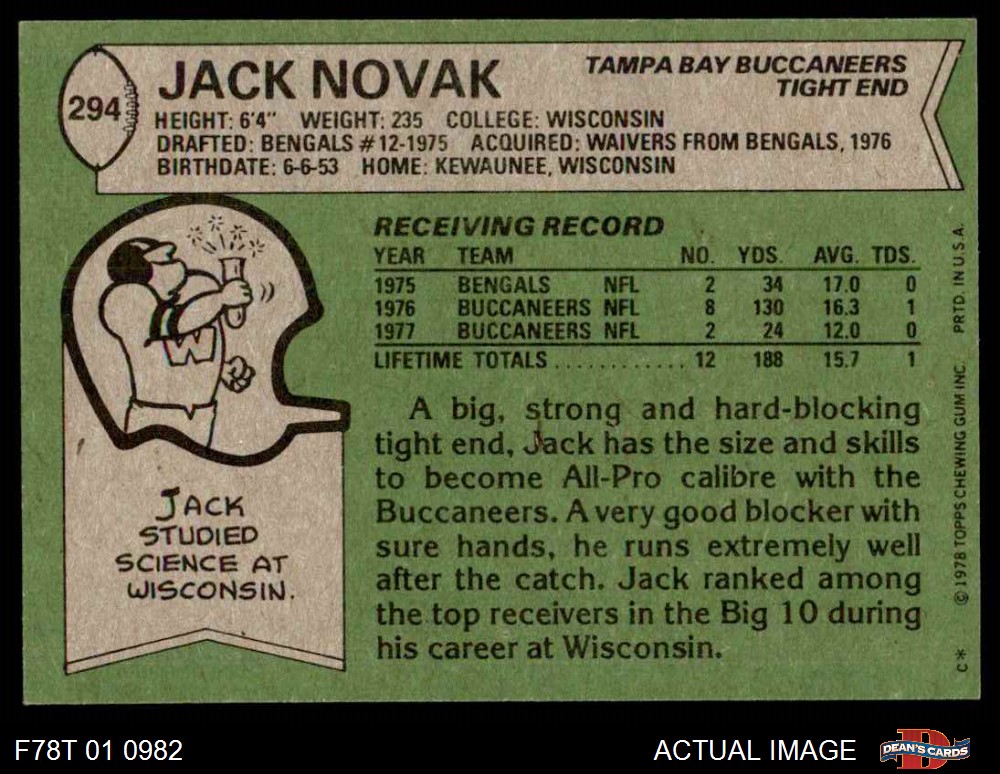 294
JACK NOVAK
TAMPA BAY BUCCANEERS
TIGHT END
HEIGHT: 6'4" WEIGHT: 235 COLLEGE: WISCONSIN
DRAFTED: BENGALS #12-1975 ACQUIRED: WAIVERS FROM BENGALS, 1976
BIRTHDATE: 6-6-53 HOME: KEWAUNEE, WISCONSIN
W
JACK
STUDIED
SCIENCE AT
WISCONSIN.
RECEIVING RECORD
YEAR TEAM NO. YDS. AVG. TDS.
1975 BENGALS NFL 2 34 17.0 0
1976 BUCCANEERS NFL 8 130 16.3 1
1977 BUCCANEERS NFL 2 24 12.0 0
LIFETIME TOTALS ............ 12 188 15.7 1
A big, strong and hard-blocking
tight end, Jack has the size and skills
to become All-Pro calibre with the
Buccaneers. A very good blocker with
sure hands, he runs extremely well
after the catch. Jack ranked among
the top receivers in the Big 10 during
his career at Wisconsin.
C* © 1978 TOPPS CHEWING GUM INC. PRTD. IN U.S.A.
F78T 01 0982
ACTUAL IMAGE
D
DEAN'S CARDS